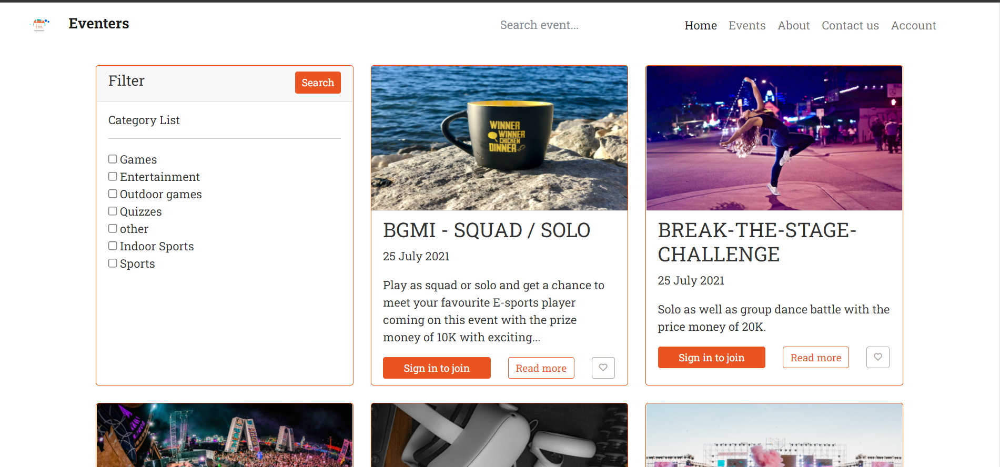 Eventers
Search event...
Home Events About Contact us Account
Filter
Search
Category List
Games
Entertainment
Outdoor games
Quizzes
other
Indoor Sports
Sports
WINNER
WINNER
CHICKEN
DINNER
BGMI - SQUAD / SOLO
25 July 2021
Play as squad or solo and get a chance to
meet your favourite E-sports player
coming on this event with the prize
money of 10K with exciting...
Sign in to join
Read more
BREAK-THE-STAGE-
CHALLENGE
25 July 2021
Solo as well as group dance battle with the
price money of 20K.
Sign in to join
Read more